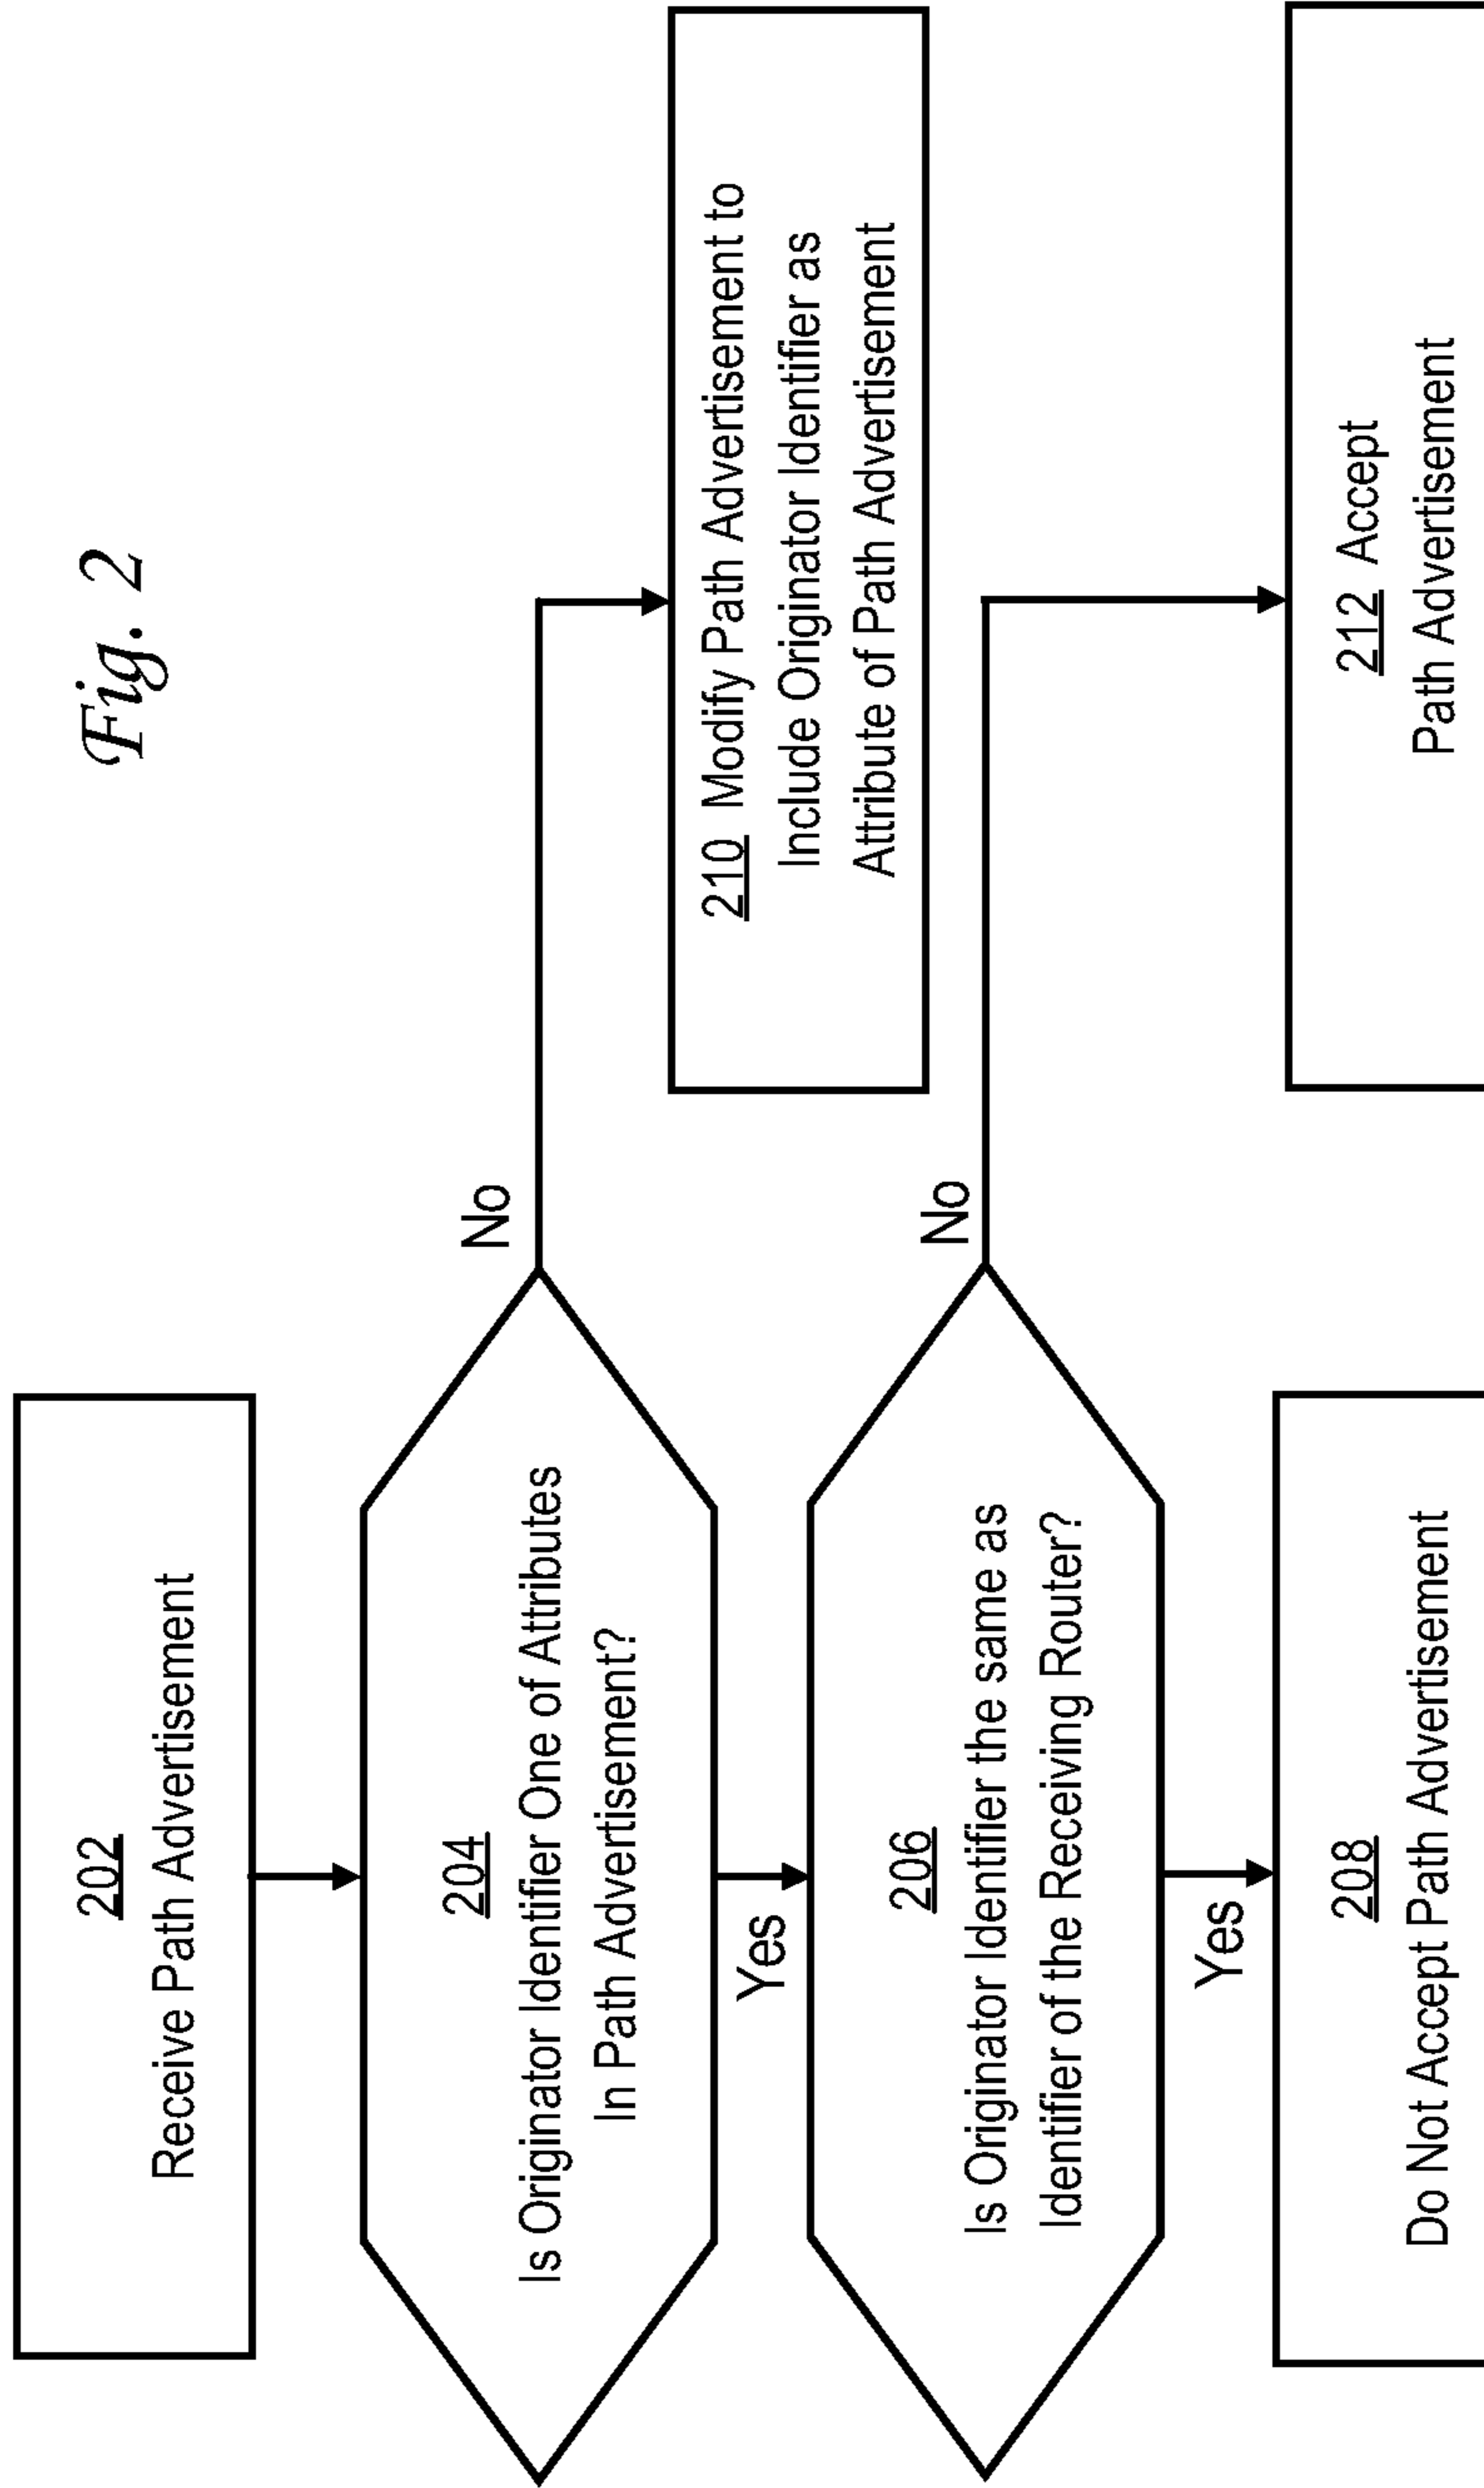 Fig. 2
202
Receive Path Advertisement
204
Is Originator Identifier One of Attributes
In Path Advertisement?
No
Yes
210 Modify Path Advertisement to
Include Originator Identifier as
Attribute of Path Advertisement
206
Is Originator Identifier the same as
Identifier of the Receiving Router?
No
Yes
208
Do Not Accept Path Advertisement
212 Accept
Path Advertisement